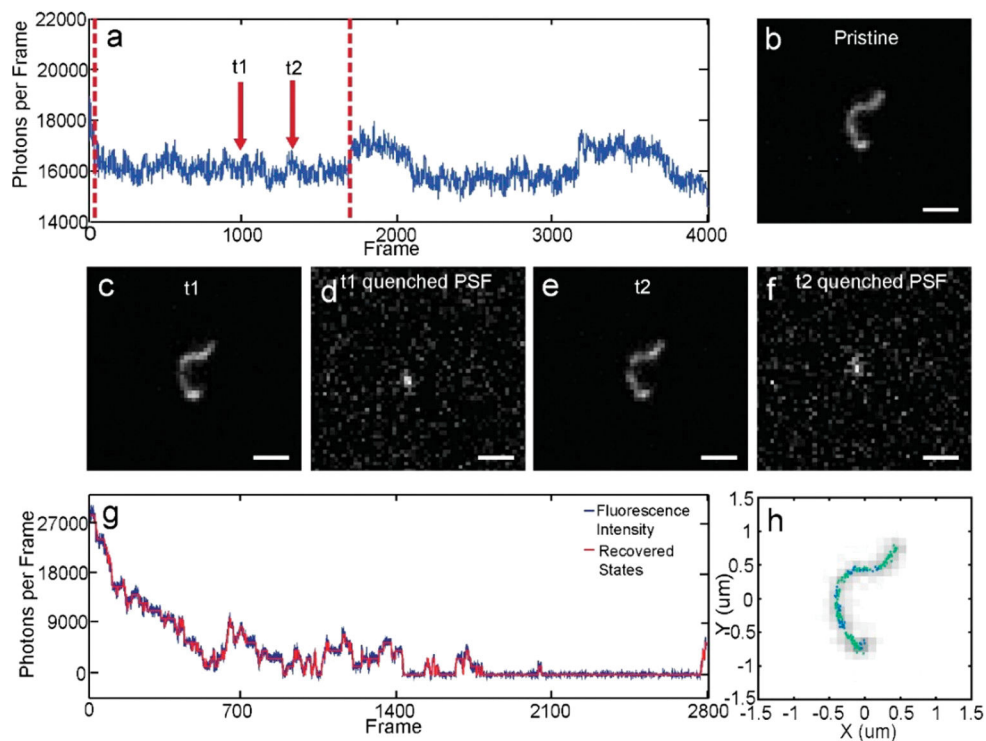 22000
20000
18000
16000
14000
Photons per Frame
a
t1
t2
0
1000
2000
3000
4000
Frame
b
Pristine
c
t1
d
t1 quenched PSF
e
t2
f
t2 quenched PSF
g
27000
18000
9000
0
Photons per Frame
Fluorescence
Intensity
Recovered
States
0
700
1400
2100
2800
Frame
h
1.5
1
0.5
0
-0.5
-1
-1.5
Y (um)
-1.5
-1
-0.5
0
0.5
1
1.5
X (um)